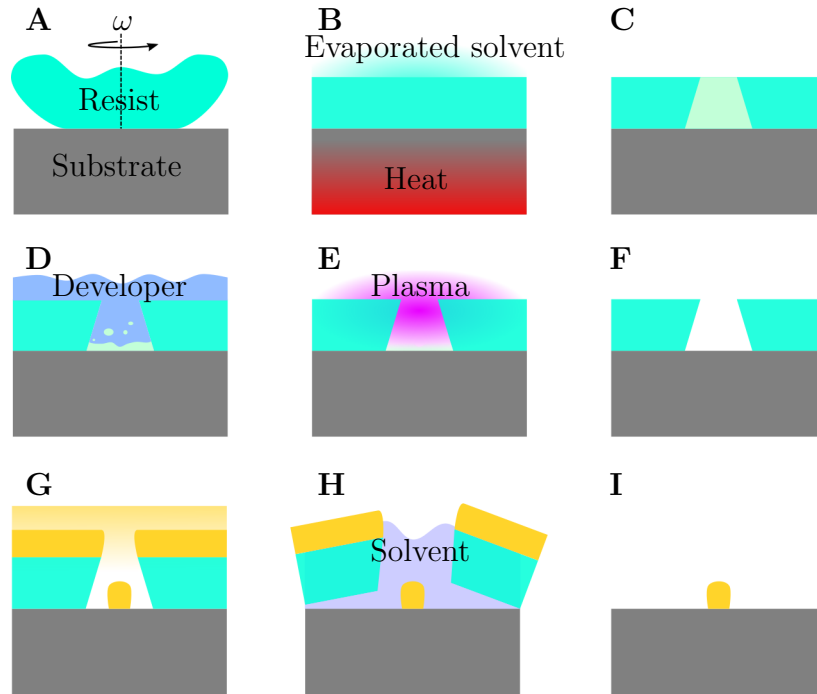 A
ω
Resist
Substrate
B
Evaporated solvent
Heat
C
D
Developer
E
Plasma
F
G
H
Solvent
I